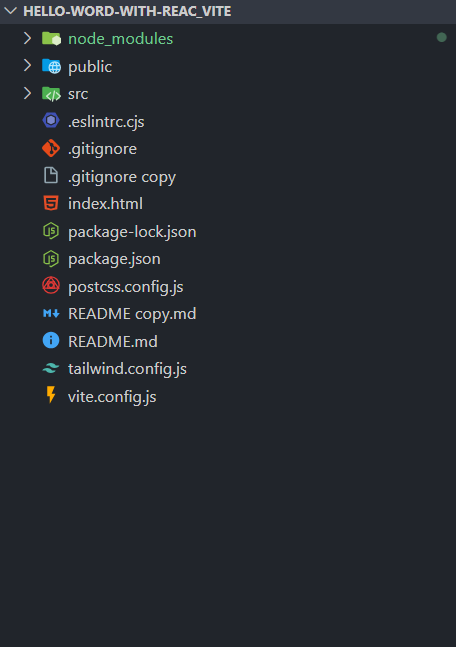 HELLO-WORD-WITH-REAC_VITE
node_modules
public
src
.eslintrc.cjs
.gitignore
.gitignore copy
index.html
package-lock.json
package.json
postcss.config.js
README copy.md
README.md
tailwind.config.js
vite.config.js